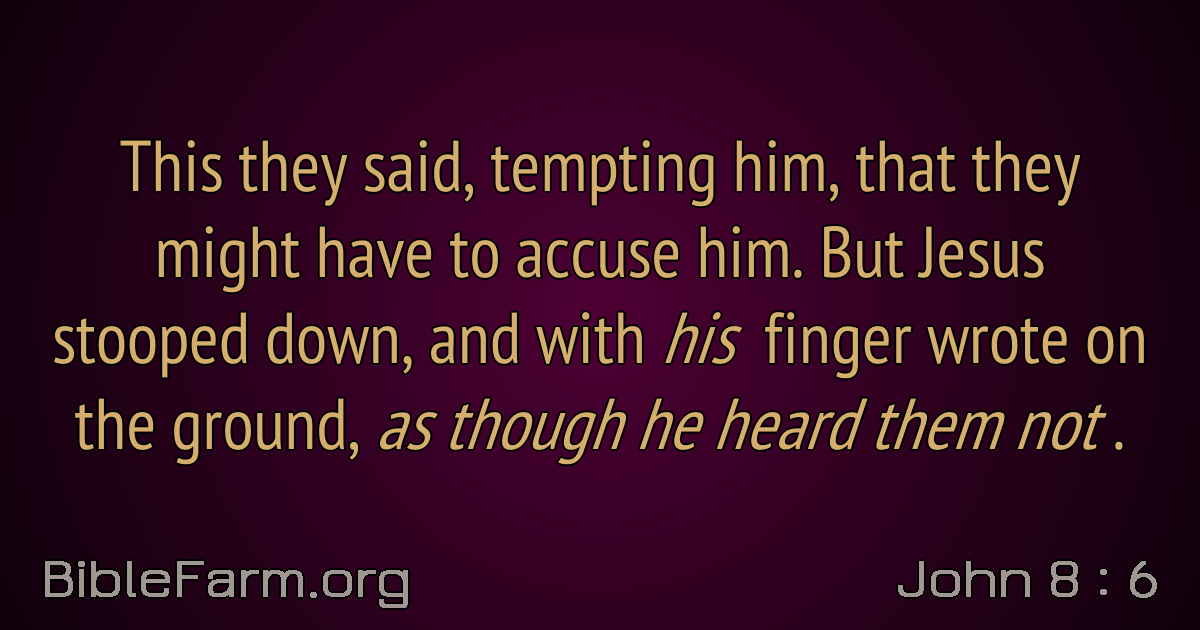 This they said, tempting him, that they
might have to accuse him. But Jesus
stooped down, and with his finger wrote on
the ground, as though he heard them not .
BibleFarm.org
John 8 : 6